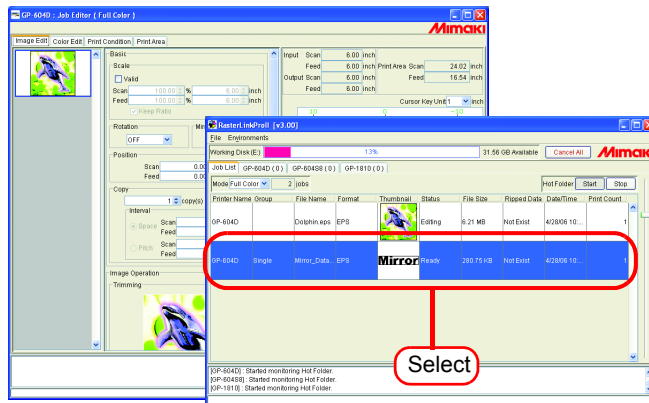 GP-604D : Job Editor ( Full Color )
Mimaki
Image Edit Color Edit Print Condition Print Area
Basic
Scale
Valid
Scan 100.00 % 6.00 inch
Feed 100.00 % 6.00 inch
Keep Ratio
Rotation
OFF
Position
Scan 0.00
Feed 0.00
Copy
1 copy(s)
Interval
Space Scan
Feed
Pitch Scan
Feed
Image Operation
Trimming
Input Scan 6.00 inch
Feed 6.00 inch Print Area Scan 24.02 inch
Output Scan 6.00 inch Feed 16.54 inch
Feed 6.00 inch
Cursor Key Unit 1 inch
10 0 -10
RasterLinkProII [v3.00]
File Environments
Working Disk (E:) 13% 31.56 GB Available Cancel All Mimaki
Job List GP-604D ( 0 ) GP-604S8 ( 0 ) GP-1810 ( 0 )
Mode Full Color 2 jobs Hot Folder Start Stop
Printer Name Group File Name Format Thumbnail Status File Size Ripped Data Date/Time Print Count
GP-604D Dolphin.eps EPS Editing 6.21 MB Not Exist 4/28/06 10:... 1
GP-604D Single Mirror_Data.. EPS Mirror Ready 280.75 KB Not Exist 4/28/06 10:... 1
Select
[GP-604D] : Started monitoring Hot Folder.
[GP-604S8] : Started monitoring Hot Folder.
[GP-1810] : Started monitoring Hot Folder.